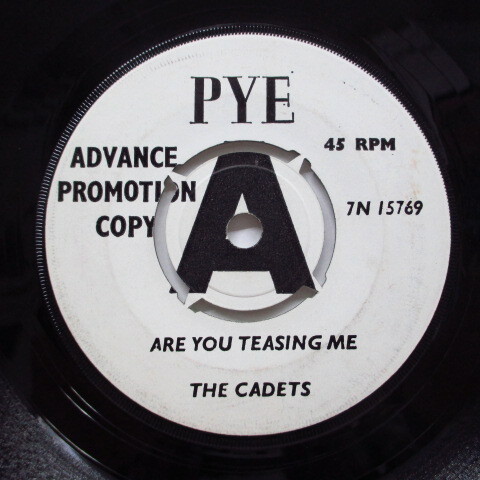 PYE
ADVANCE
PROMOTION
COPY
45 RPM
7N 15769
A
ARE YOU TEASING ME
THE CADETS